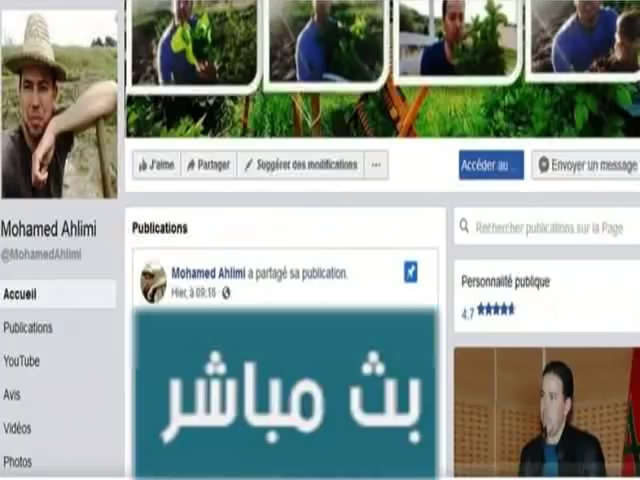 J'aime
Partager
Suggérer des modifications
Accéder au ...
Envoyer un message
Mohamed Ahlimi
@MohamedAhlimi
Accueil
Publications
YouTube
Avis
Vidéos
Photos
Publications
Mohamed Ahlimi a partagé sa publication.
Hier, à 09:16
بث مباشر
Rechercher publications sur la Page
Personnalité publique
4,7